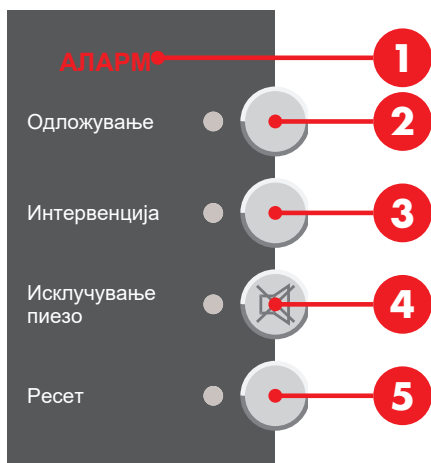 АЛАРМ
1
Одложување
2
Интервенција
3
Исклучување
пиезо
4
Ресет
5